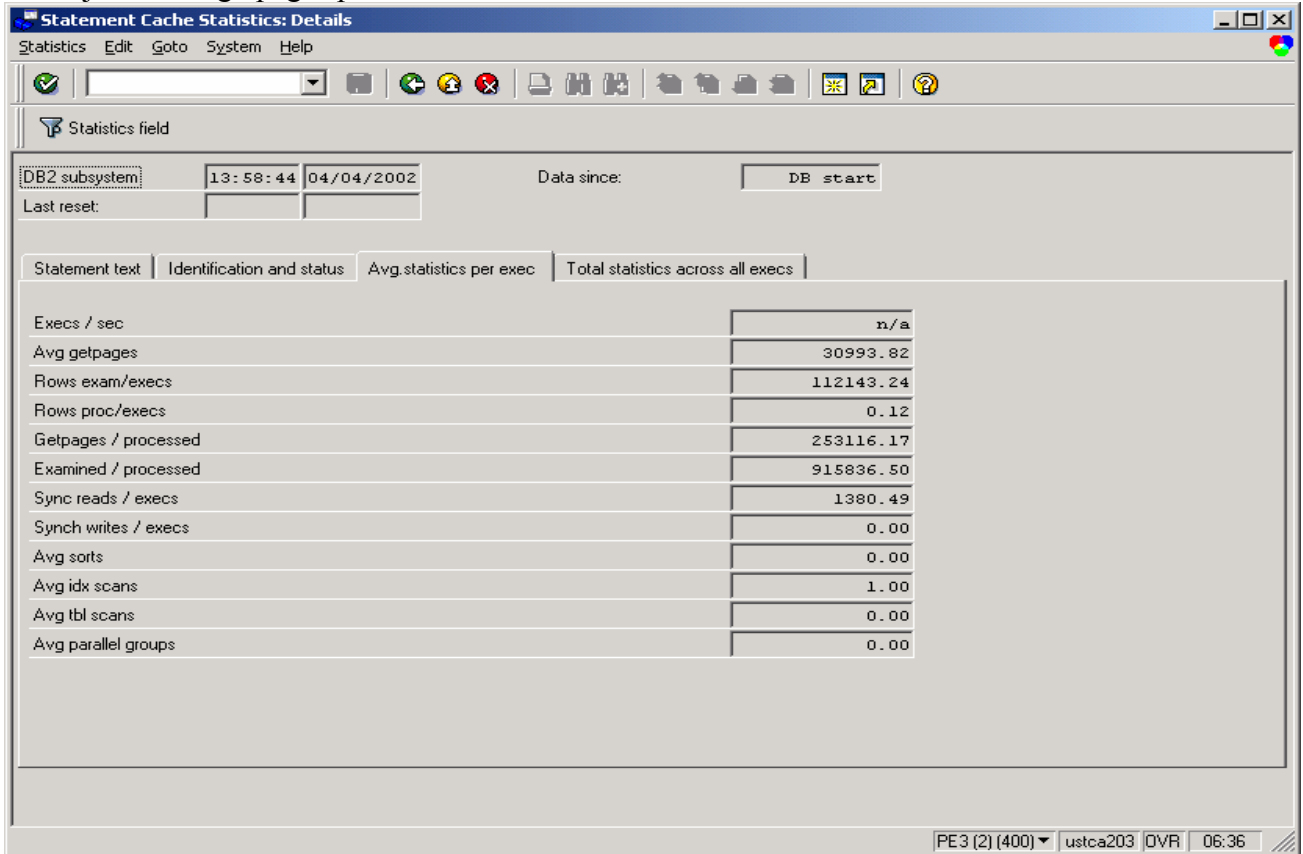 Statement Cache Statistics: Details
Statistics Edit Goto System Help
Statistics field
DB2 subsystem 13:58:44 04/04/2002 Data since: DB start
Last reset:
Statement text Identification and status Avg.statistics per exec Total statistics across all execs
Execs / sec n/a
Avg getpages 30993.82
Rows exam/execs 112143.24
Rows proc/execs 0.12
Getpages / processed 253116.17
Examined / processed 915836.50
Sync reads / execs 1380.49
Synch writes / execs 0.00
Avg sorts 0.00
Avg idx scans 1.00
Avg tbl scans 0.00
Avg parallel groups 0.00
PE3 (2) (400) ustca203 OVR 06:36